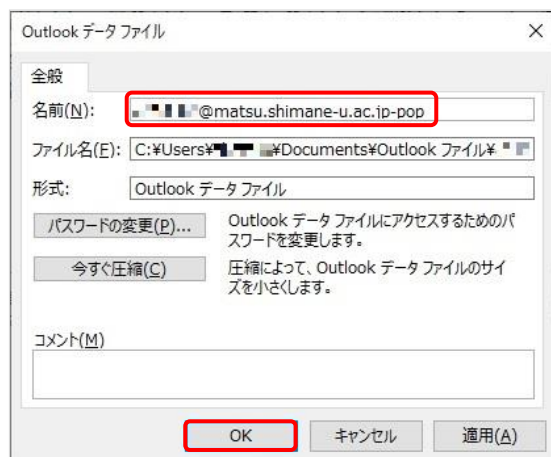 Outlook データ ファイル
全般
名前(N):
@matsu.shimane-u.ac.jp-pop
ファイル名(F):
C:¥Users¥
¥Documents¥Outlook ファイル¥
形式:
Outlook データ ファイル
パスワードの変更(P)...
Outlook データ ファイルにアクセスするためのパ
スワードを変更します。
今すぐ圧縮(C)
圧縮によって、Outlook データ ファイルのサイ
ズを小さくします。
コメント(M)
OK
キャンセル
適用(A)